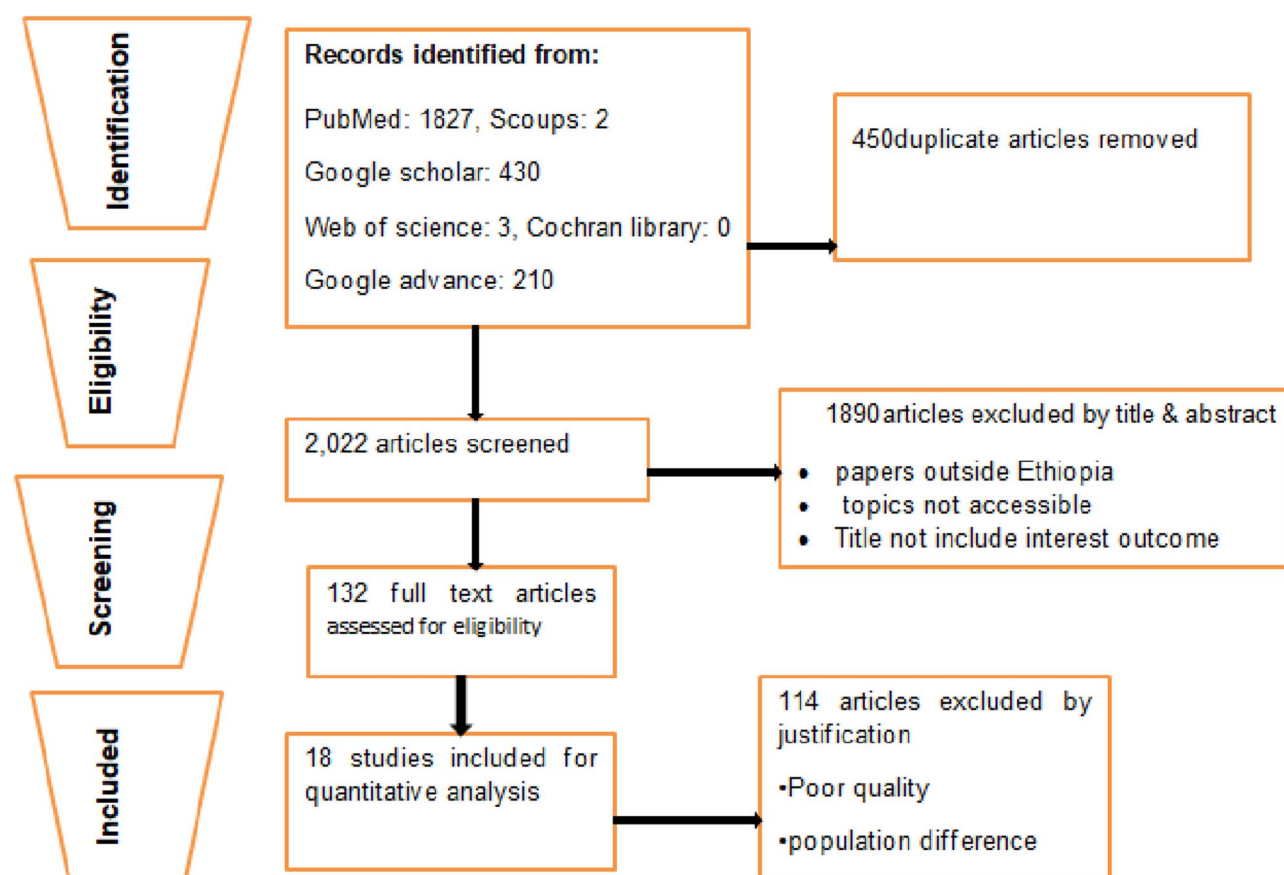 Identification
Records identified from:
PubMed: 1827, Scoups: 2
Google scholar: 430
Web of science: 3, Cochran library: 0
Google advance: 210
450duplicate articles removed
Eligibility
2,022 articles screened
1890articles excluded by title & abstract
• papers outside Ethiopia
• topics not accessible
• Title not include interest outcome
Screening
132 full text articles
assessed for eligibility
Included
18 studies included for
quantitative analysis
114 articles excluded by
justification
•Poor quality
•population difference